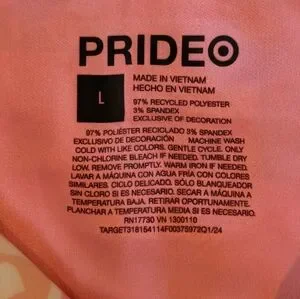 PRIDE
L
MADE IN VIETNAM
HECHO EN VIETNAM
97% RECYCLED POLYESTER
3% SPANDEX
EXCLUSIVE OF DECORATION
97% POLIÉSTER RECICLADO 3% SPANDEX
EXCLUSIVO DE DECORACIÓN MACHINE WASH
COLD WITH LIKE COLORS. GENTLE CYCLE. ONLY
NON-CHLORINE BLEACH IF NEEDED. TUMBLE DRY
LOW. REMOVE PROMPTLY. WARM IRON IF NEEDED.
LAVAR A MÁQUINA CON AGUA FRÍA CON COLORES
SIMILARES. CICLO DELICADO. SÓLO BLANQUEADOR
SIN CLORO SI ES NECESARIO. SECAR A MÁQUINA A
TEMPERATURA BAJA. RETIRAR OPORTUNAMENTE.
PLANCHAR A TEMPERATURA MEDIA SI ES NECESARIO.
RN17730 VN 1300110
TARGET318154114F00375972Q1/24